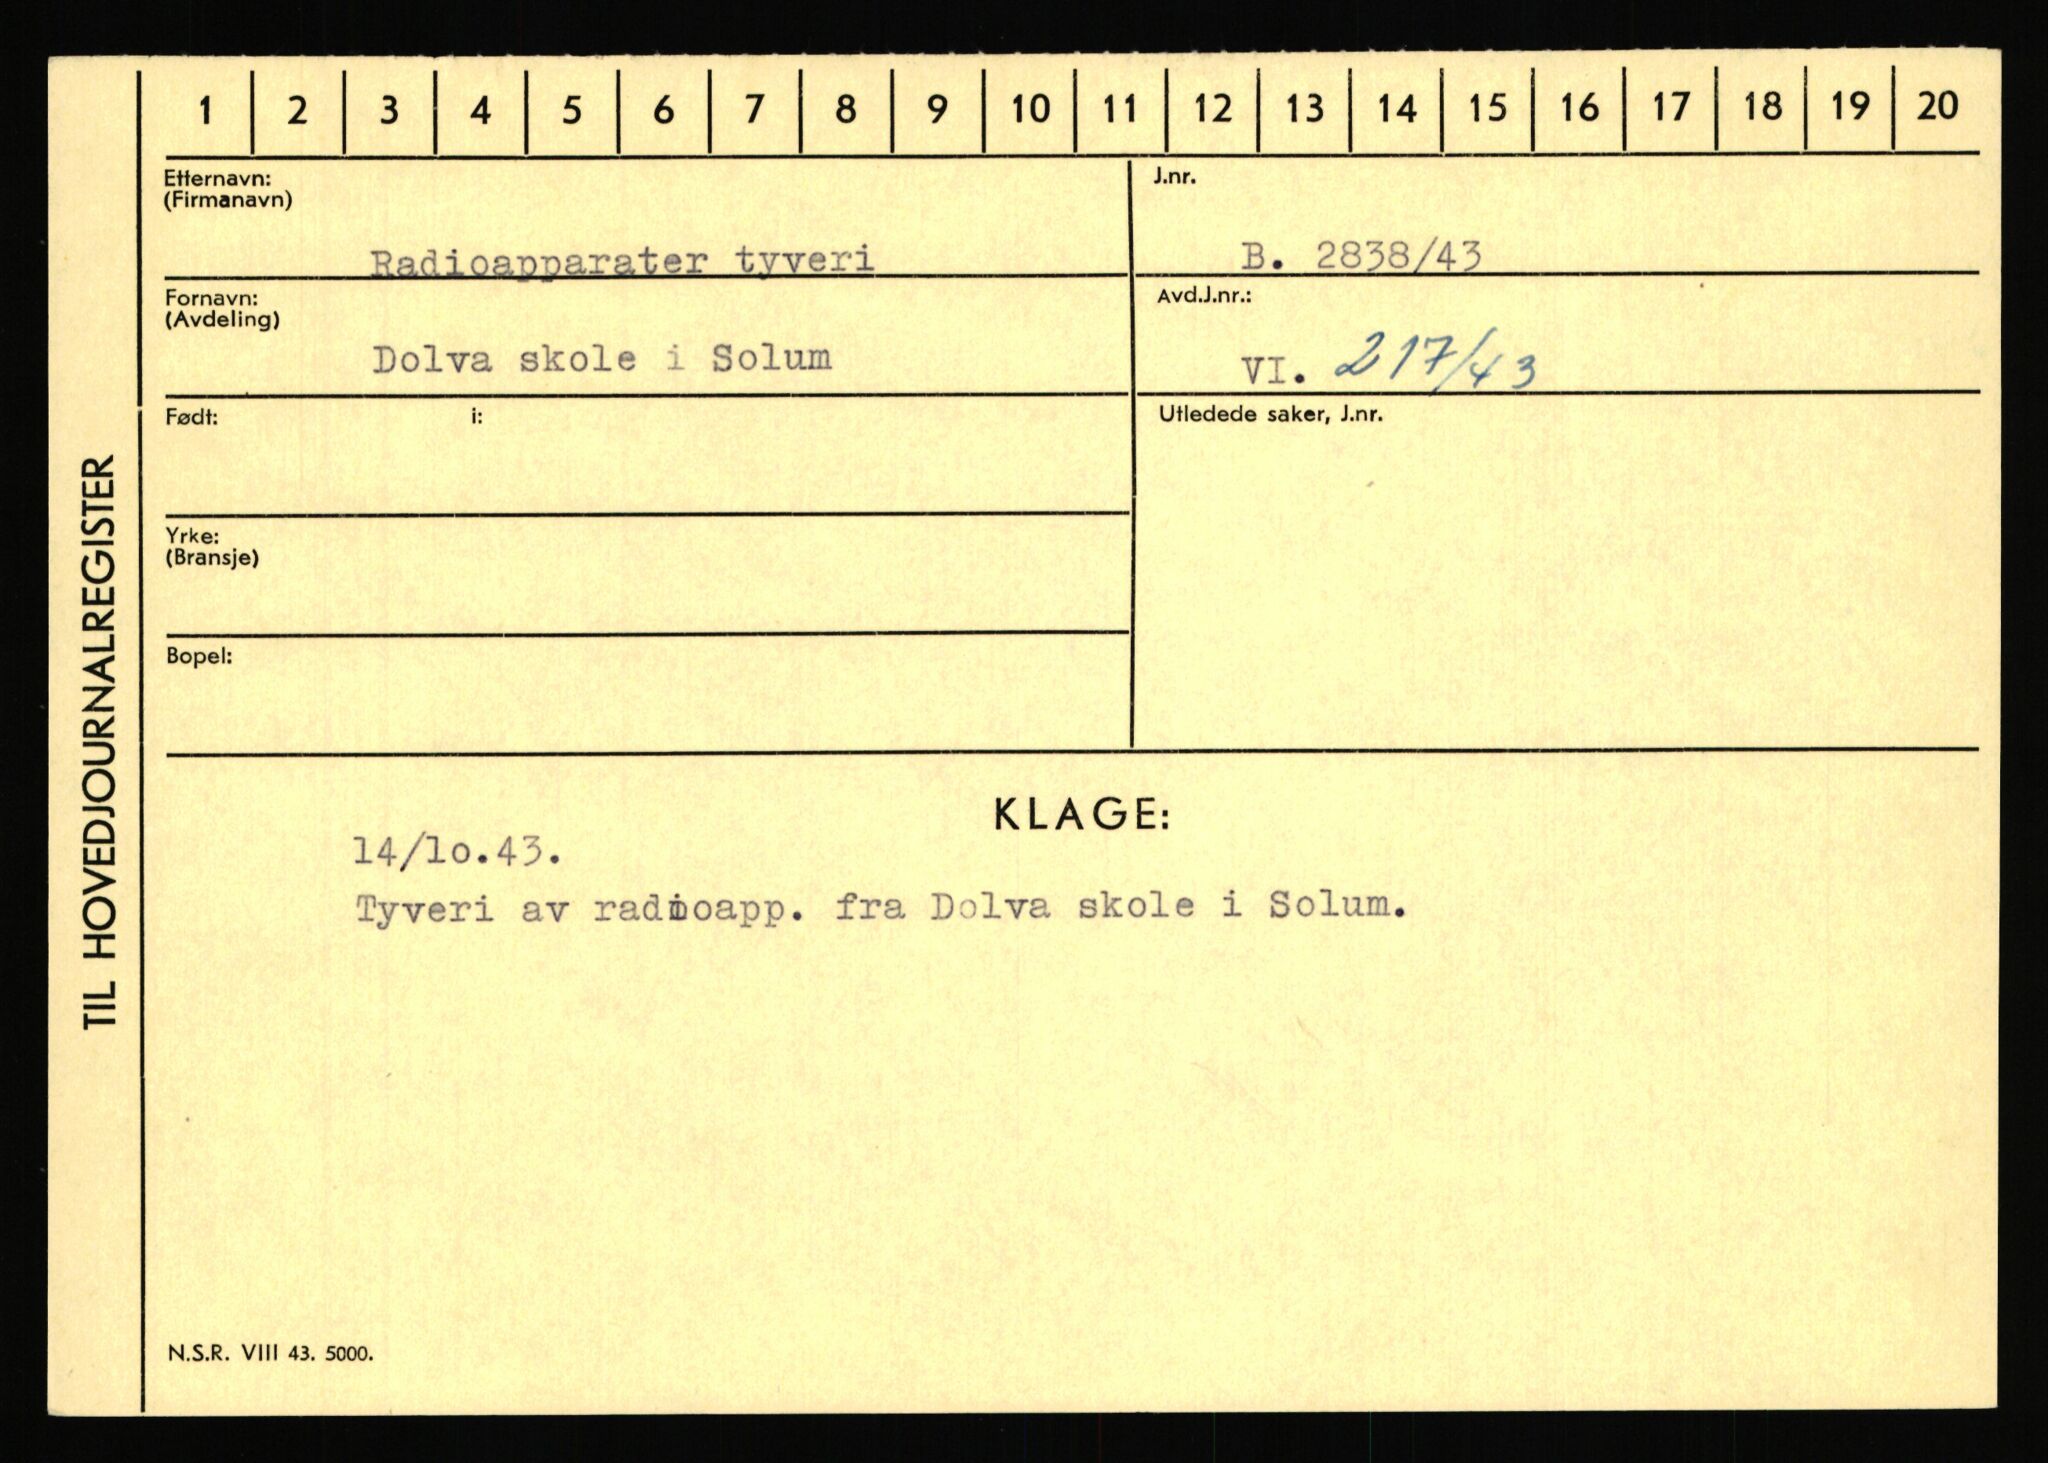 1 2 3 4 5 6 7 8 9 10 11 12 13 14 15 16 17 18 19 20
Etternavn:
(Firmanavn)
Radioapparater tyveri
J.nr.
B. 2838/43
Fornavn:
(Avdeling)
Dolva skole i Solum
Avd.J.nr.:
VI. 217/43
Født: i:
Utledede saker, J.nr.
Yrke:
(Bransje)
Bopel:
TIL HOVEDJOURNALREGISTER
KLAGE:
14/lo.43.
Tyveri av radioapp. fra Dolva skole i Solum.
N.S.R. VIII 43. 5000.